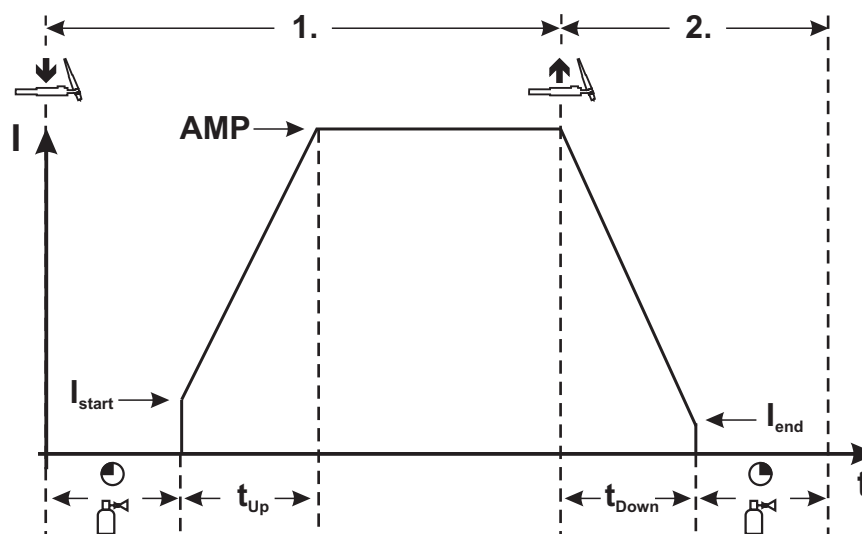 1.
2.
AMP
I
Istart
Iend
t
tUp
tDown